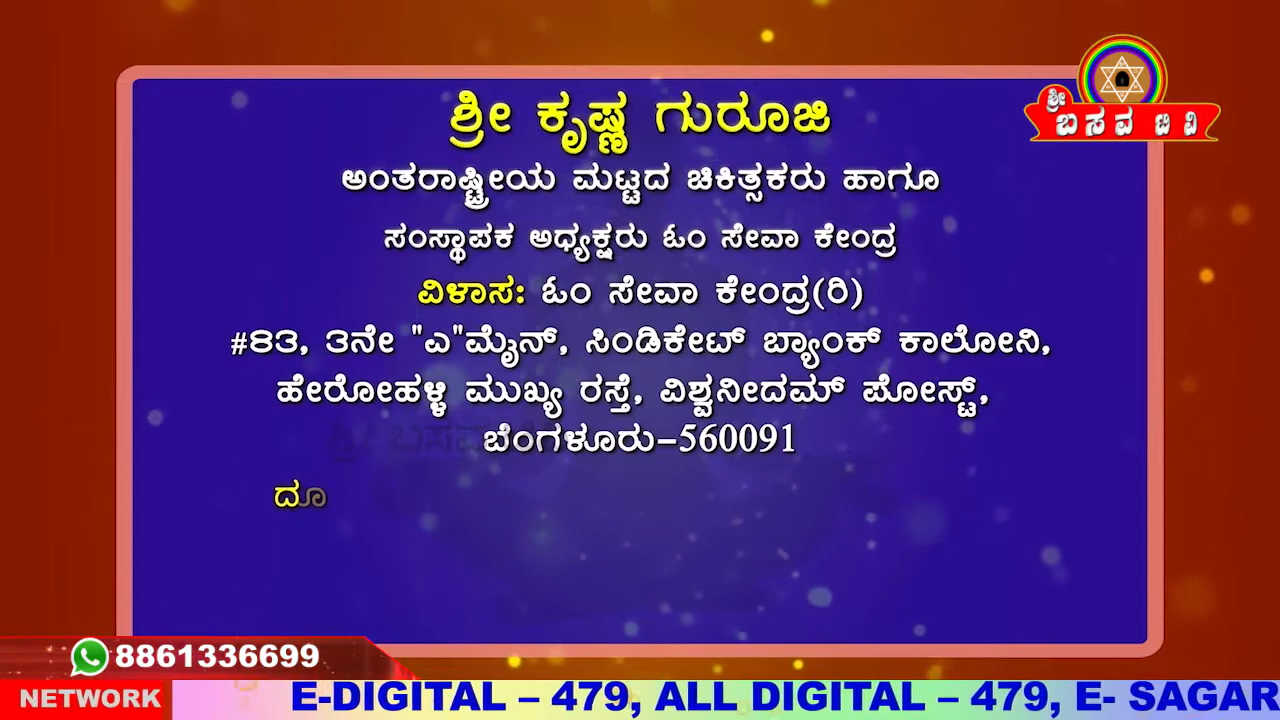 ಶ್ರೀ ಕೃಷ್ಣ ಗುರೂಜಿ
ಶ್ರೀ
ಬಸವ ಟಿ ವಿ
ಅಂತರಾಷ್ಟ್ರೀಯ ಮಟ್ಟದ ಚಿಕಿತ್ಸಕರು ಹಾಗೂ
ಸಂಸ್ಥಾಪಕ ಅಧ್ಯಕ್ಷರು ಓಂ ಸೇವಾ ಕೇಂದ್ರ
ವಿಳಾಸ: ಓಂ ಸೇವಾ ಕೇಂದ್ರ(ರಿ)
#83, 3ನೇ "ಎ"ಮೈನ್, ಸಿಂಡಿಕೇಟ್ ಬ್ಯಾಂಕ್ ಕಾಲೋನಿ,
ಹೇರೋಹಳ್ಳಿ ಮುಖ್ಯ ರಸ್ತೆ, ವಿಶ್ವನೀದಮ್ ಪೋಸ್ಟ್,
ಬೆಂಗಳೂರು-560091
ದೂ
8861336699
NETWORK E-DIGITAL – 479, ALL DIGITAL – 479, E- SAGAR